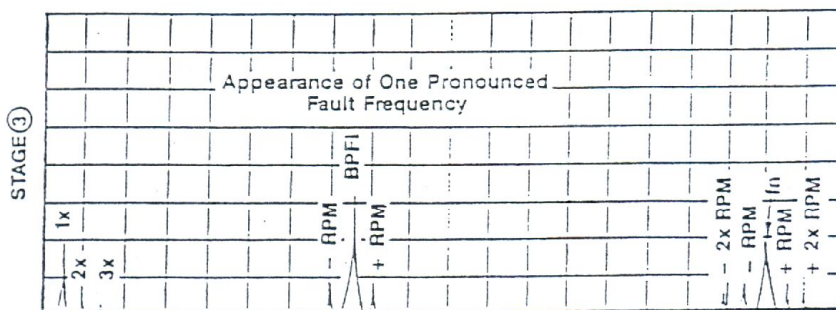 STAGE ③
Appearance of One Pronounced
Fault Frequency
1x
2x
3x
- RPM
BPFI
+ RPM
- 2x RPM
- RPM
fn
+ RPM
+ 2x RPM